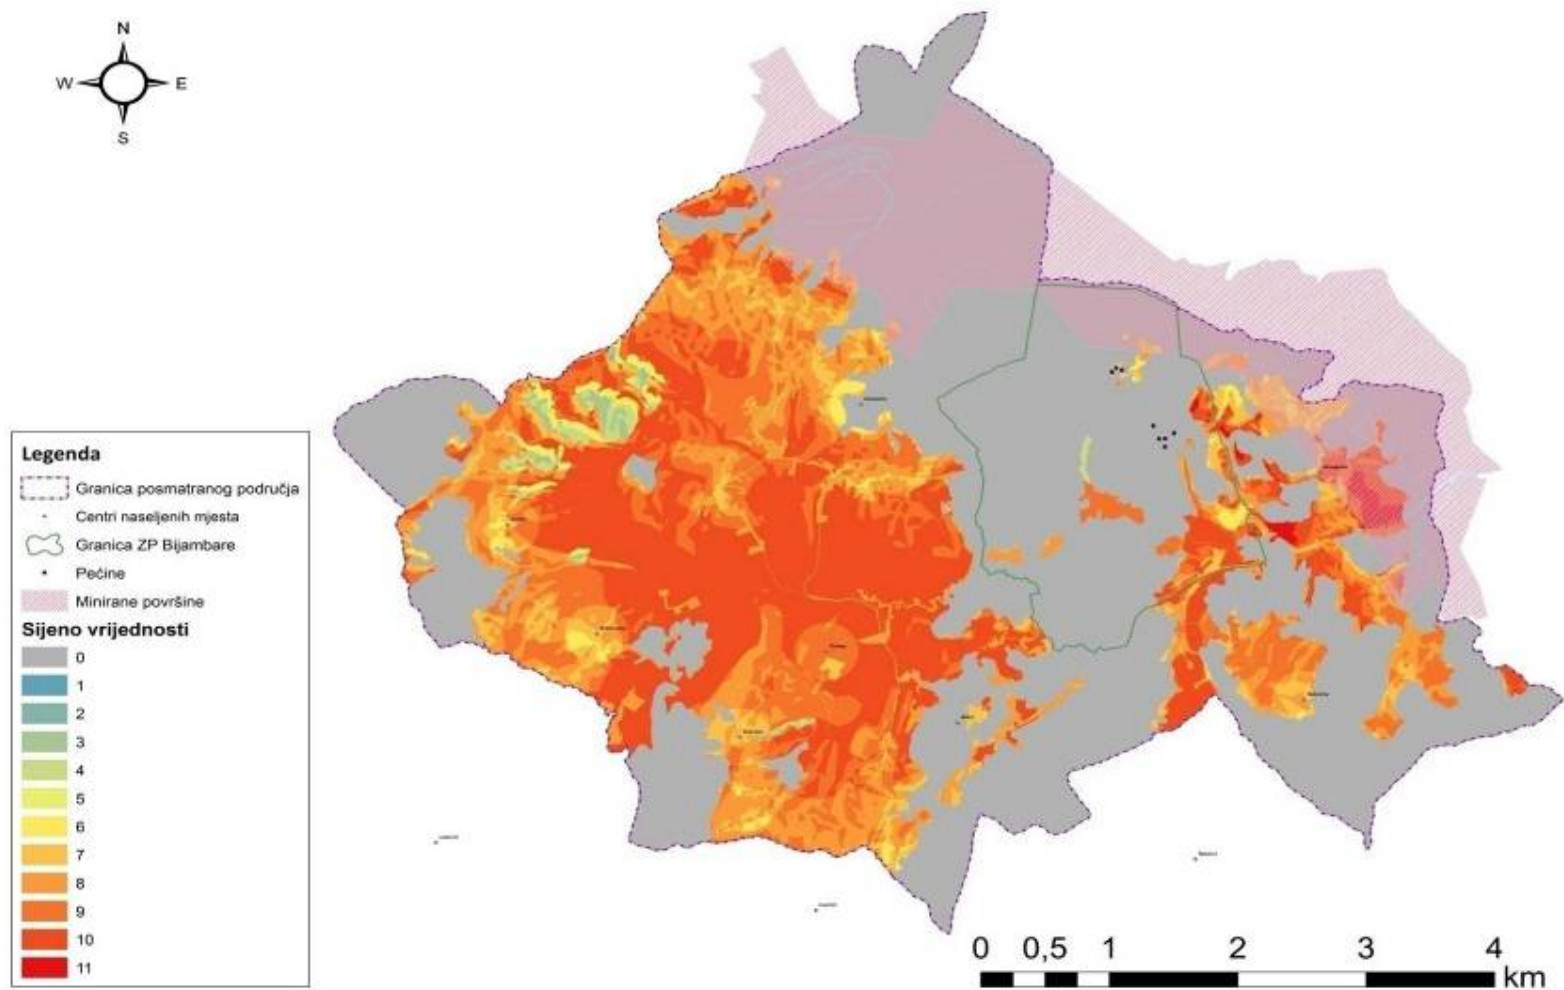 N
W E
S
Legenda
Granica posmatranog područja
Centri naseljenih mjesta
Granica ZP Bijambare
Pećine
Minirane površine
Sijeno vrijednosti
0
1
2
3
4
5
6
7
8
9
10
11
0 0,5 1 2 3 4
km